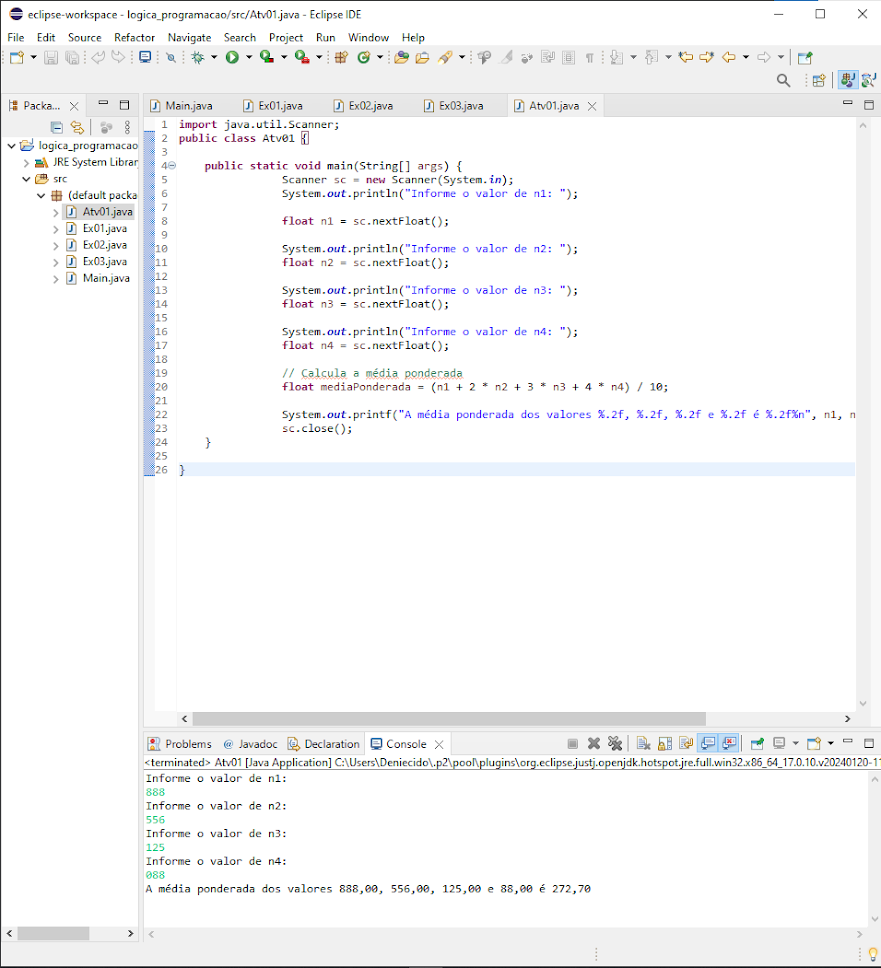 eclipse-workspace - logica_programacao/src/Atv01.java - Eclipse IDE
File Edit Source Refactor Navigate Search Project Run Window Help
Packa...
Main.java Ex01.java Ex02.java Ex03.java Atv01.java
logica_programacao
JRE System Librar
src
(default packa
Atv01.java
Ex01.java
Ex02.java
Ex03.java
Main.java
1 import java.util.Scanner;
2 public class Atv01 {
3
4 public static void main(String[] args) {
5 Scanner sc = new Scanner(System.in);
6 System.out.println("Informe o valor de n1: ");
7
8 float n1 = sc.nextFloat();
9
10 System.out.println("Informe o valor de n2: ");
11 float n2 = sc.nextFloat();
12
13 System.out.println("Informe o valor de n3: ");
14 float n3 = sc.nextFloat();
15
16 System.out.println("Informe o valor de n4: ");
17 float n4 = sc.nextFloat();
18
19 // Calcula a média ponderada
20 float mediaPonderada = (n1 + 2 * n2 + 3 * n3 + 4 * n4) / 10;
21
22 System.out.printf("A média ponderada dos valores %.2f, %.2f, %.2f e %.2f é %.2f%n", n1, n
23 sc.close();
24 }
25
26 }
Problems @ Javadoc Declaration Console
<terminated> Atv01 [Java Application] C:\Users\Deniecido\.p2\pool\plugins\org.eclipse.justj.openjdk.hotspot.jre.full.win32.x86_64_17.0.10.v20240120-11
Informe o valor de n1:
888
Informe o valor de n2:
556
Informe o valor de n3:
125
Informe o valor de n4:
088
A média ponderada dos valores 888,00, 556,00, 125,00 e 88,00 é 272,70